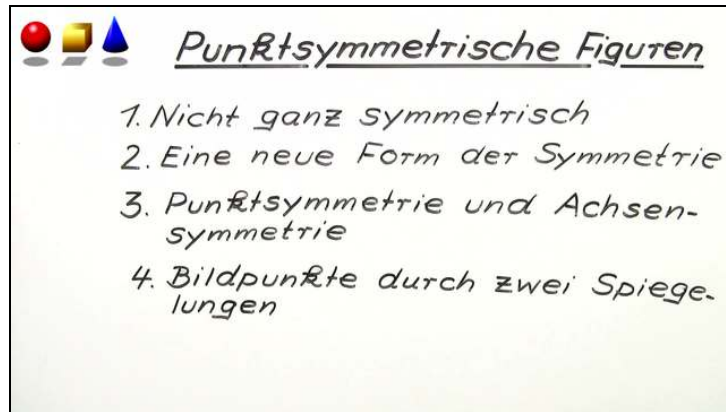 Punktsymmetrische Figuren
1. Nicht ganz symmetrisch
2. Eine neue Form der Symmetrie
3. Punktsymmetrie und Achsen-
symmetrie
4. Bildpunkte durch zwei Spiege-
lungen